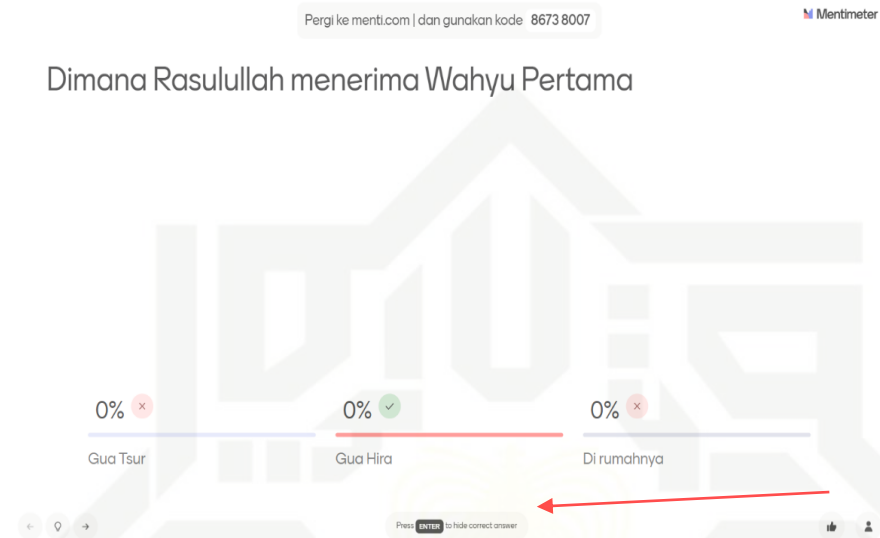 Pergi ke menti.com | dan gunakan kode 8673 8007
Mentimeter
Dimana Rasulullah menerima Wahyu Pertama
0% 0% 0%
Gua Tsur Gua Hira Di rumahnya
Press ENTER to hide correct answer